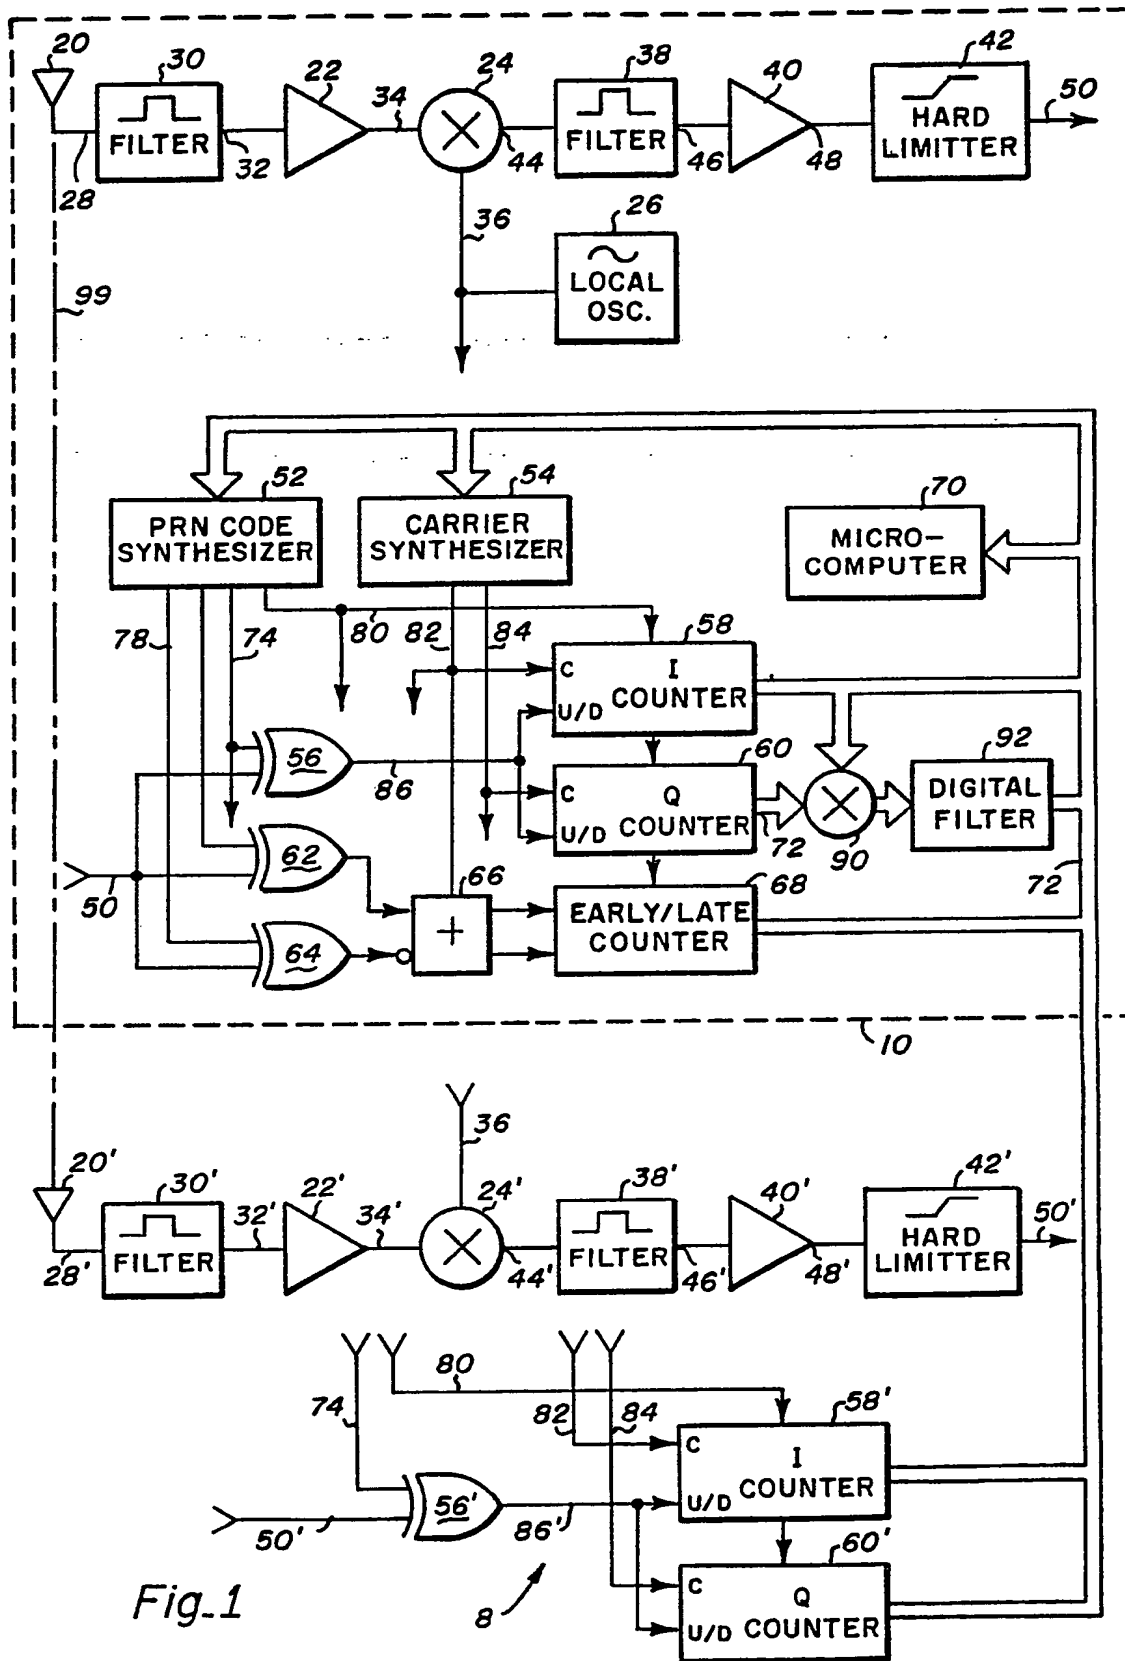 20 30 22 24 38 40 42
FILTER FILTER HARD LIMITTER 50
28 32 34 44 46 48
36 26
LOCAL OSC.
99
52 54 70
PRN CODE SYNTHESIZER
CARRIER SYNTHESIZER
MICRO-COMPUTER
78 74 80 82 84 58
C I COUNTER
U/D
56 86 60 92
C Q COUNTER
U/D
72 90
DIGITAL FILTER
72
62 66 68
50
+
EARLY/LATE COUNTER
64
10
36
20' 30' 22' 24' 38' 40' 42'
32' 34' 50'
FILTER FILTER HARD LIMITTER
28' 44' 46' 48'
80
74 82 84 58'
C I COUNTER
U/D
56' 86' 60'
50'
C Q COUNTER
U/D
8
Fig_1